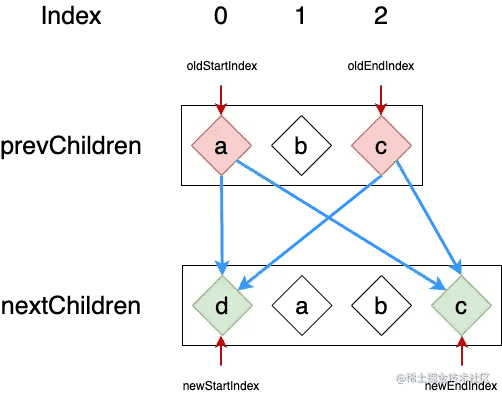 Index 0 1 2
oldStartIndex oldEndIndex
prevChildren a b c
nextChildren d a b c
@稀土掘金技术社区
newStartIndex newEndIndex